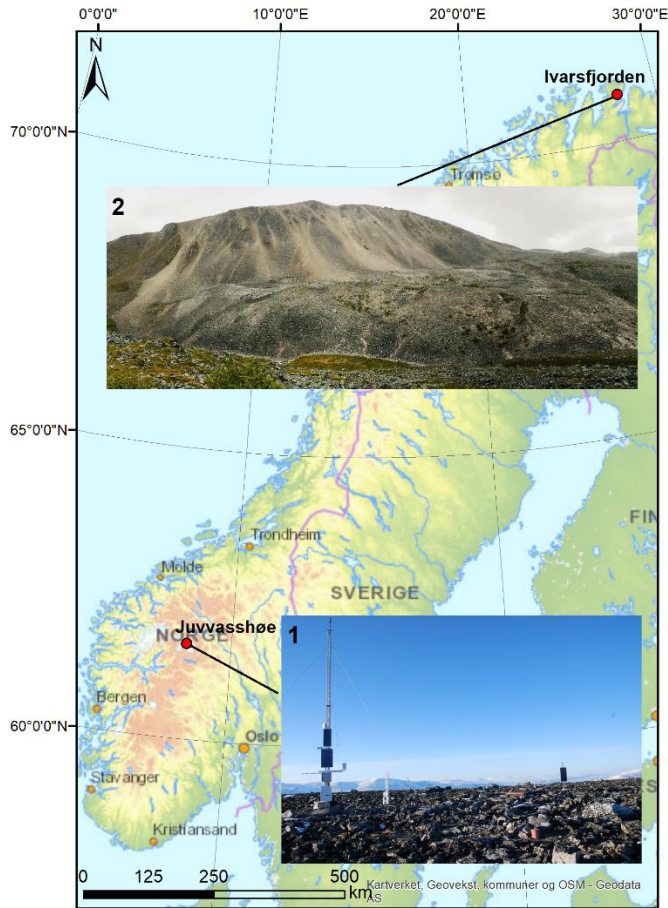 0°0'0"
10°0'0"E
20°0'0"E
30°0'0"E
N
Ivarsfjorden
70°0'0"N
Tromsø
2
65°0'0"N
Trondheim
FIN
Molde
SVERIGE
Juvvasshøe
NORGE
1
Bergen
60°0'0"N
Oslo
Stavanger
Kristiansand
0 125 250 500
km
Kartverket, Geovekst, kommuner og OSM - Geodata
AS